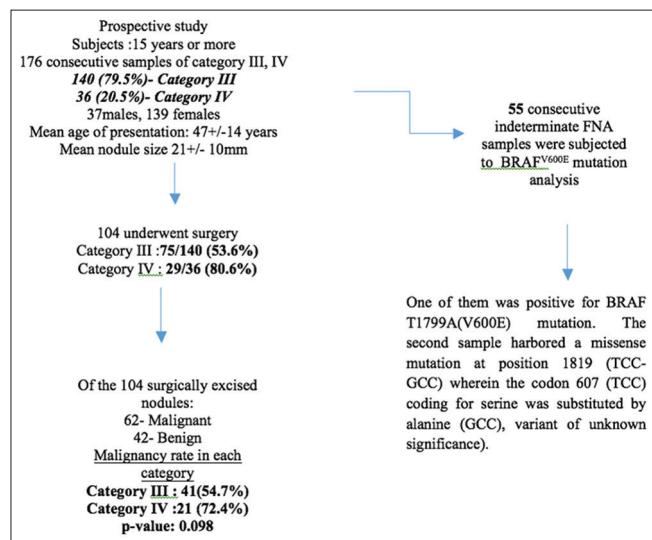 Prospective study
Subjects :15 years or more
176 consecutive samples of category III, IV
140 (79.5%)- Category III
36 (20.5%)- Category IV
37males, 139 females
Mean age of presentation: 47+/-14 years
Mean nodule size 21+/- 10mm
104 underwent surgery
Category III :75/140 (53.6%)
Category IV : 29/36 (80.6%)
Of the 104 surgically excised
nodules:
62- Malignant
42- Benign
Malignancy rate in each
category
Category III : 41(54.7%)
Category IV :21 (72.4%)
p-value: 0.098
55 consecutive
indeterminate FNA
samples were subjected
to BRAFV600E mutation
analysis
One of them was positive for BRAF
T1799A(V600E) mutation. The
second sample harbored a missense
mutation at position 1819 (TCC-
GCC) wherein the codon 607 (TCC)
coding for serine was substituted by
alanine (GCC), variant of unknown
significance).